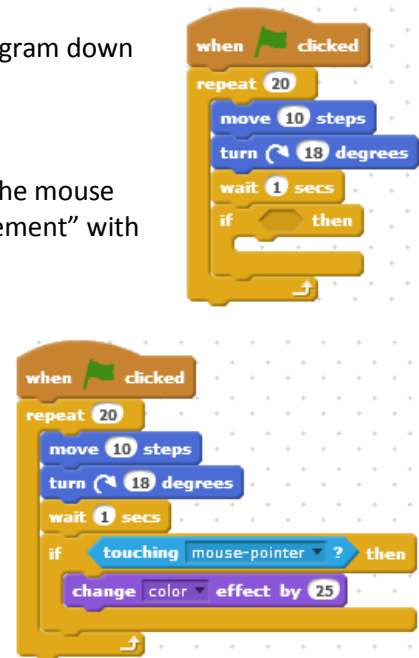 gram down
he mouse
ement” with
when clicked
repeat 20
move 10 steps
turn 18 degrees
wait 1 secs
if then
when clicked
repeat 20
move 10 steps
turn 18 degrees
wait 1 secs
if touching mouse-pointer ? then
change color effect by 25